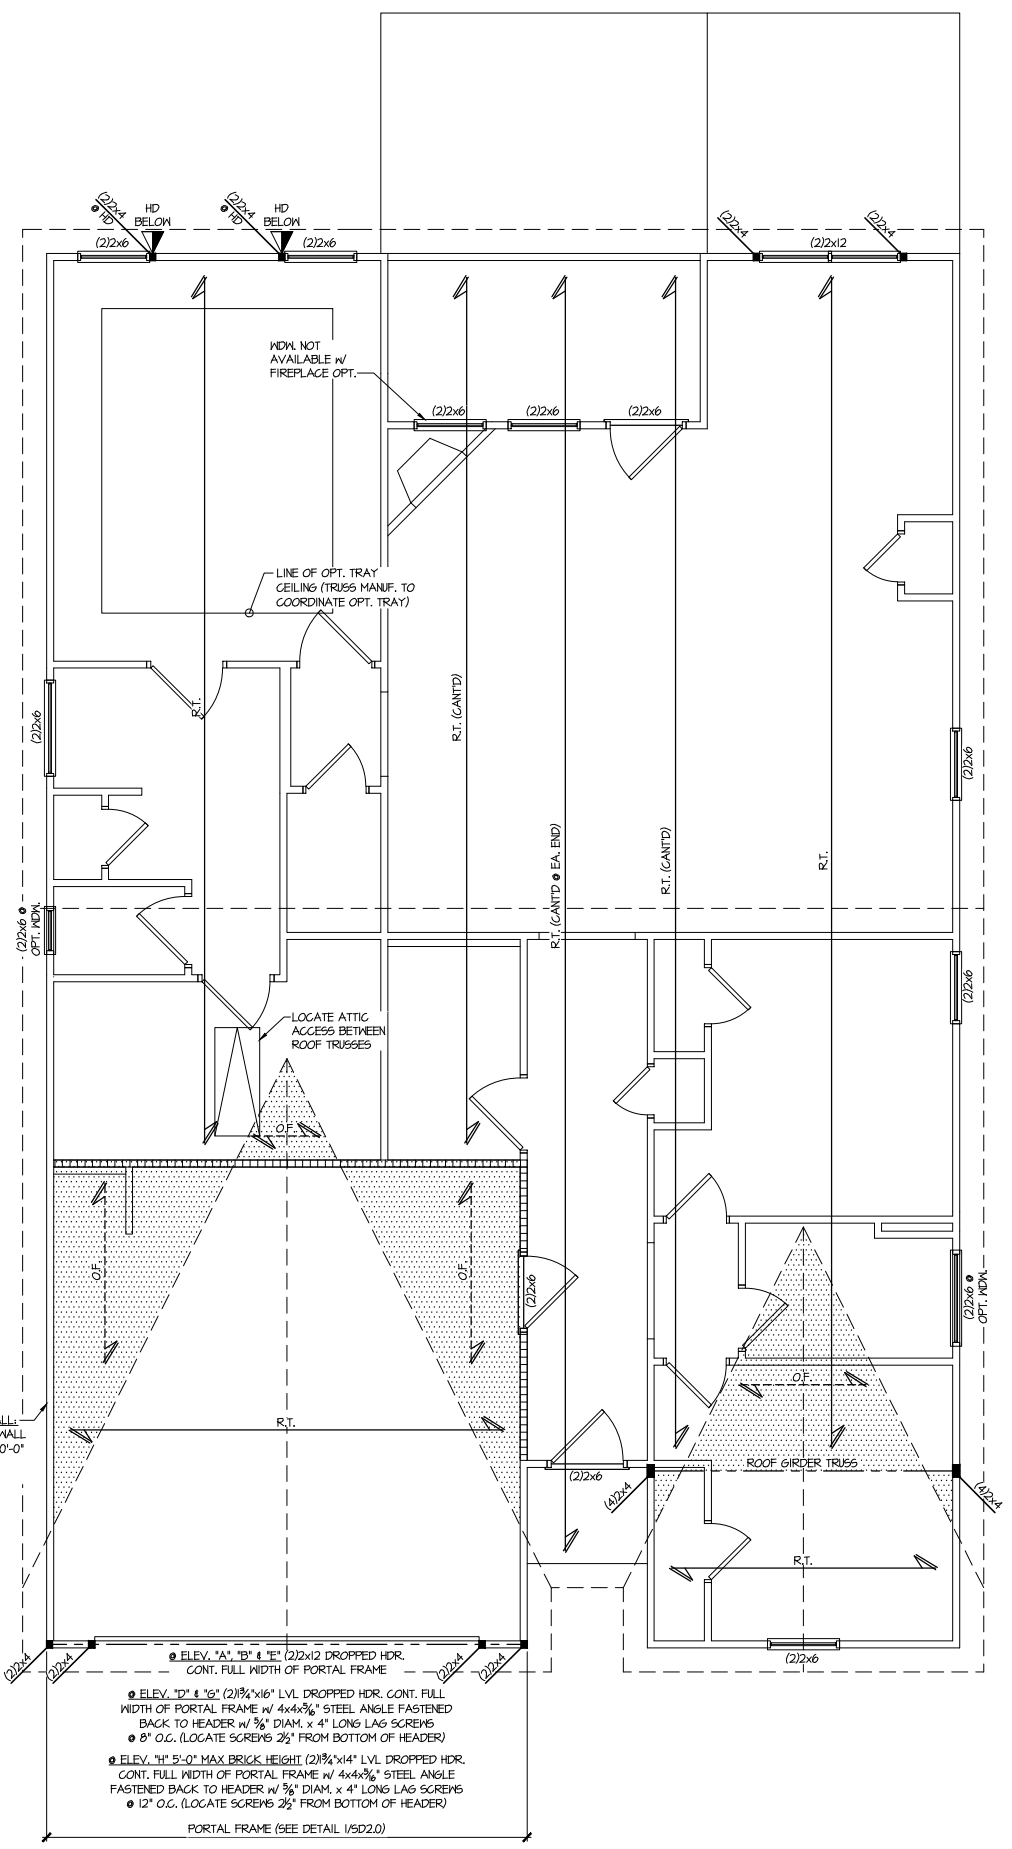 (2)2x4
@ HD
HD
BELOW
(2)2x4
@ HD
HD
BELOW
(2)2x6
(2)2x6
(2)2x4
(2)2x12
(2)2x4
WDW. NOT
AVAILABLE w/
FIREPLACE OPT.
(2)2x6
(2)2x6
(2)2x6
LINE OF OPT. TRAY
CEILING (TRUSS MANUF. TO
COORDINATE OPT. TRAY)
(2)2x6
R.T.
R.T. (CANT'D)
R.T. (CANT'D @ EA. END)
R.T. (CANT'D)
R.T.
(2)2x6
(2)2x6 @
OPT. WDW.
(2)2x6
LOCATE ATTIC
ACCESS BETWEEN
ROOF TRUSSES
O.F.
O.F.
O.F.
(2)2x6
(2)2x6 @
OPT. WDW.
O.F.
ALL:
WALL
0'-0"
R.T.
ROOF GIRDER TRUSS
(2)2x6
(4)2x4
(4)2x4
R.T.
(2)2x4
(2)2x4
(2)2x4
(2)2x4
(2)2x6
@ ELEV. "A", "B" & "E" (2)2x12 DROPPED HDR.
CONT. FULL WIDTH OF PORTAL FRAME
@ ELEV. "D" & "G" (2)1¾"x16" LVL DROPPED HDR. CONT. FULL
WIDTH OF PORTAL FRAME w/ 4x4x5/16" STEEL ANGLE FASTENED
BACK TO HEADER w/ 5/8" DIAM. x 4" LONG LAG SCREWS
@ 8" O.C. (LOCATE SCREWS 2½" FROM BOTTOM OF HEADER)
@ ELEV. "H" 5'-0" MAX BRICK HEIGHT (2)1¾"x14" LVL DROPPED HDR.
CONT. FULL WIDTH OF PORTAL FRAME w/ 4x4x5/16" STEEL ANGLE
FASTENED BACK TO HEADER w/ 5/8" DIAM. x 4" LONG LAG SCREWS
@ 12" O.C. (LOCATE SCREWS 2½" FROM BOTTOM OF HEADER)
PORTAL FRAME (SEE DETAIL 1/SD2.0)